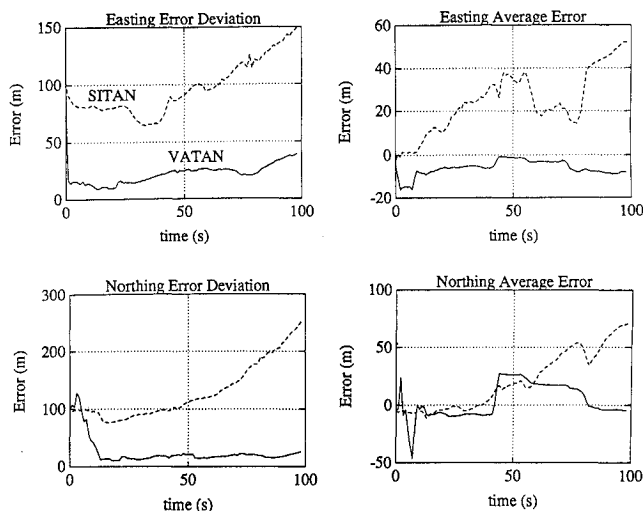 Easting Error Deviation
150
100
50
0
Error (m)
SITAN
VATAN
0
50
100
time (s)
Easting Average Error
60
40
20
0
-20
Error (m)
0
50
100
time (s)
Northing Error Deviation
300
200
100
0
Error (m)
0
50
100
time (s)
Northing Average Error
100
50
0
-50
Error (m)
0
50
100
time (s)